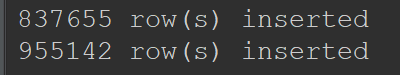 837655 row(s) inserted
955142 row(s) inserted